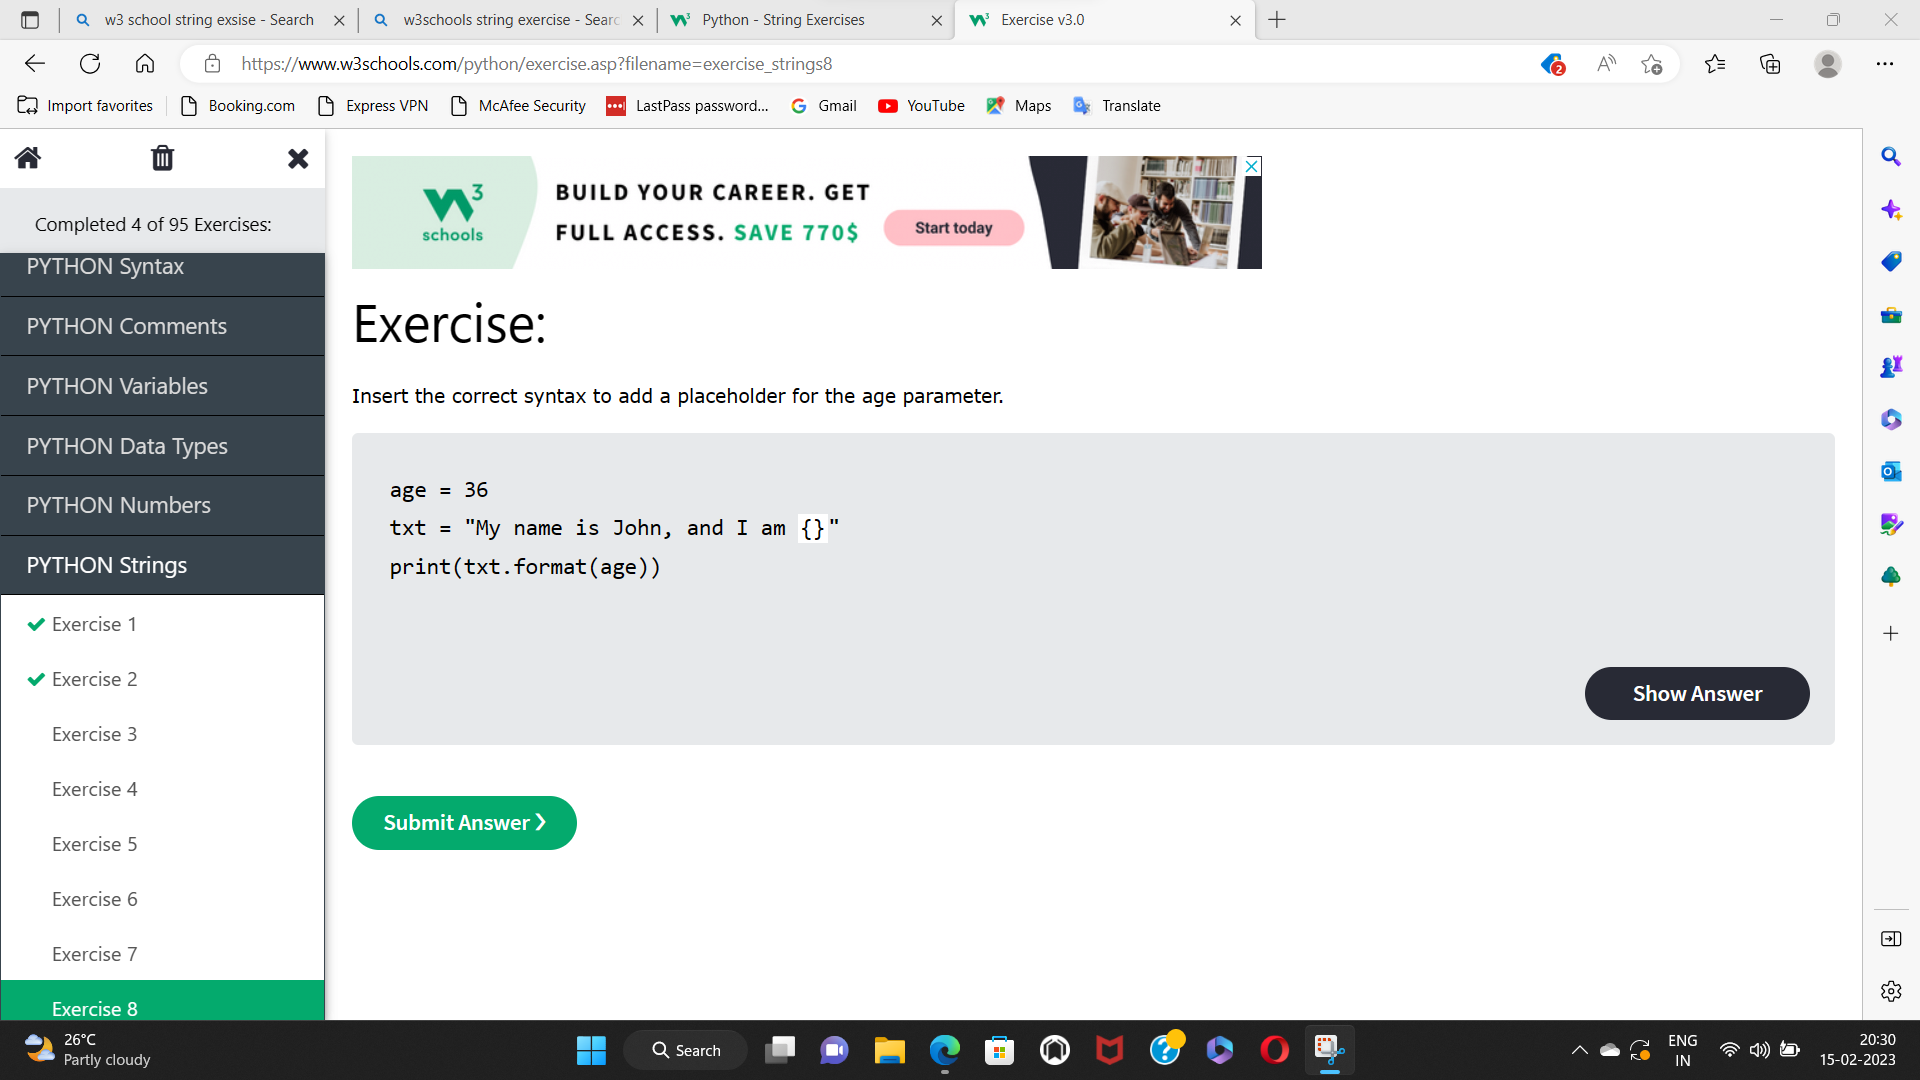 w3 school string exsise - Search
w3schools string exercise - Searc
Python - String Exercises
Exercise v3.0
https://www.w3schools.com/python/exercise.asp?filename=exercise_strings8
2
Import favorites
Booking.com
Express VPN
McAfee Security
LastPass password...
Gmail
YouTube
Maps
Translate
Completed 4 of 95 Exercises:
PYTHON Syntax
PYTHON Comments
PYTHON Variables
PYTHON Data Types
PYTHON Numbers
PYTHON Strings
Exercise 1
Exercise 2
Exercise 3
Exercise 4
Exercise 5
Exercise 6
Exercise 7
Exercise 8
W3
schools
BUILD YOUR CAREER. GET
FULL ACCESS. SAVE 770$
Start today
Exercise:
Insert the correct syntax to add a placeholder for the age parameter.
age = 36
txt = "My name is John, and I am {}"
print(txt.format(age))
Show Answer
Submit Answer ❯
26°C
Partly cloudy
Search
ENG
IN
20:30
15-02-2023